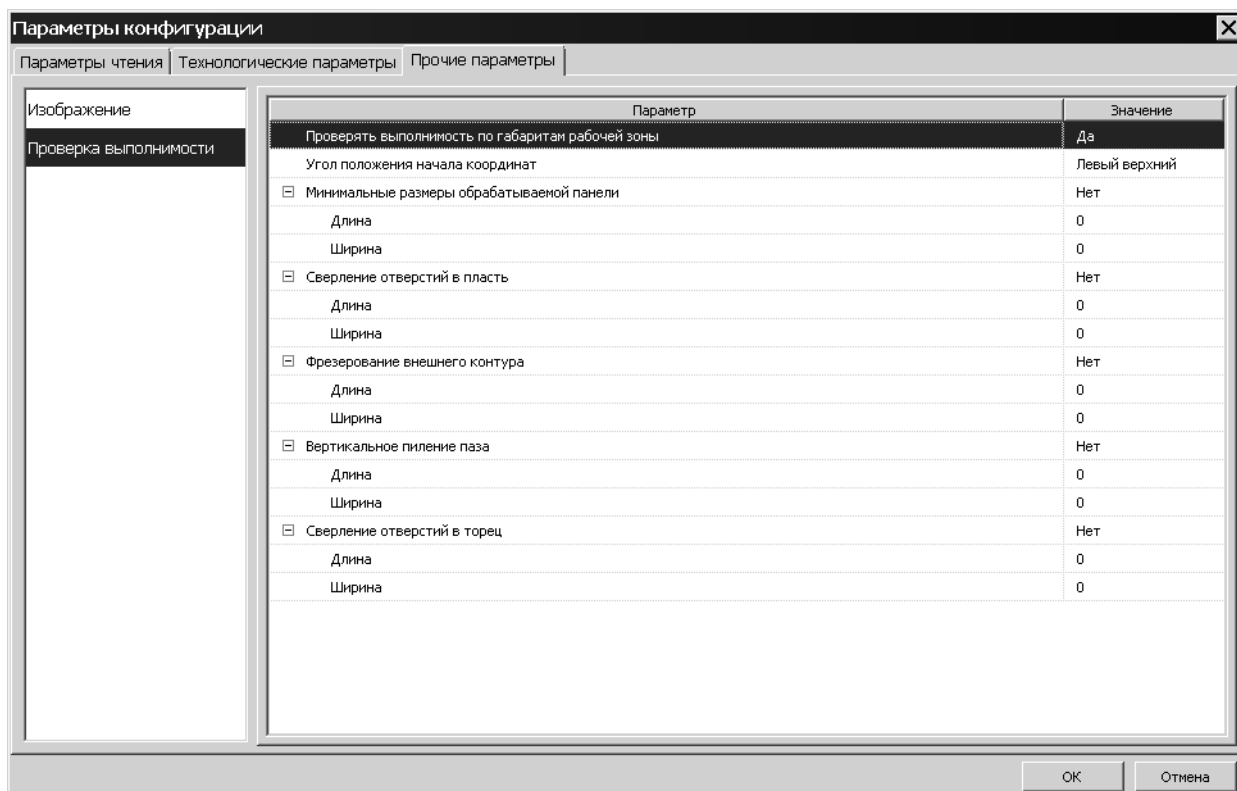 Параметры конфигурации
Параметры чтения Технологические параметры Прочие параметры
Изображение
Проверка выполнимости
Параметр Значение
Проверять выполнимость по габаритам рабочей зоны Да
Угол положения начала координат Левый верхний
Минимальные размеры обрабатываемой панели Нет
Длина 0
Ширина 0
Сверление отверстий в пласть Нет
Длина 0
Ширина 0
Фрезерование внешнего контура Нет
Длина 0
Ширина 0
Вертикальное пиление паза Нет
Длина 0
Ширина 0
Сверление отверстий в торец Нет
Длина 0
Ширина 0
ОК Отмена